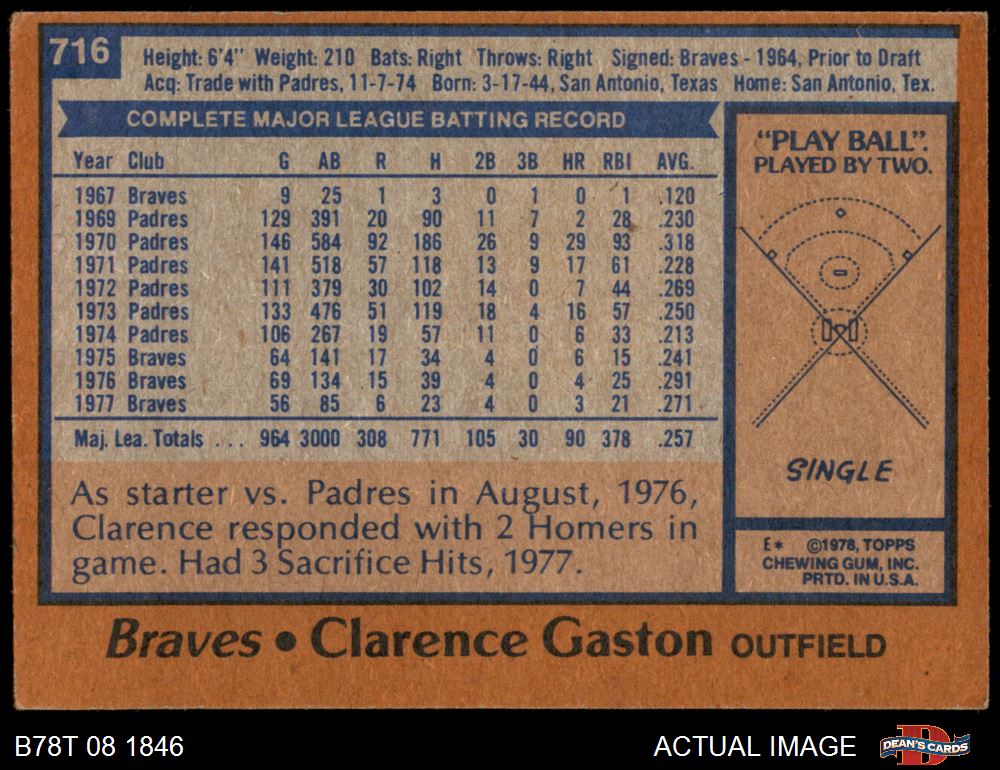 716
Height: 6'4" Weight: 210 Bats: Right Throws: Right Signed: Braves - 1964, Prior to Draft
Acq: Trade with Padres, 11-7-74 Born: 3-17-44, San Antonio, Texas Home: San Antonio, Tex.
COMPLETE MAJOR LEAGUE BATTING RECORD
Year Club G AB R H 2B 3B HR RBI AVG.
1967 Braves 9 25 1 3 0 1 0 1 .120
1969 Padres 129 391 20 90 11 7 2 28 .230
1970 Padres 146 584 92 186 26 9 29 93 .318
1971 Padres 141 518 57 118 13 9 17 61 .228
1972 Padres 111 379 30 102 14 0 7 44 .269
1973 Padres 133 476 51 119 18 4 16 57 .250
1974 Padres 106 267 19 57 11 0 6 33 .213
1975 Braves 64 141 17 34 4 0 6 15 .241
1976 Braves 69 134 15 39 4 0 4 25 .291
1977 Braves 56 85 6 23 4 0 3 21 .271
Maj. Lea. Totals ... 964 3000 308 771 105 30 90 378 .257
As starter vs. Padres in August, 1976,
Clarence responded with 2 Homers in
game. Had 3 Sacrifice Hits, 1977.
"PLAY BALL".
PLAYED BY TWO.
SINGLE
E* ©1978, TOPPS
CHEWING GUM, INC.
PRTD. IN U.S.A.
Braves • Clarence Gaston OUTFIELD
B78T 08 1846
ACTUAL IMAGE
DEAN'S CARDS